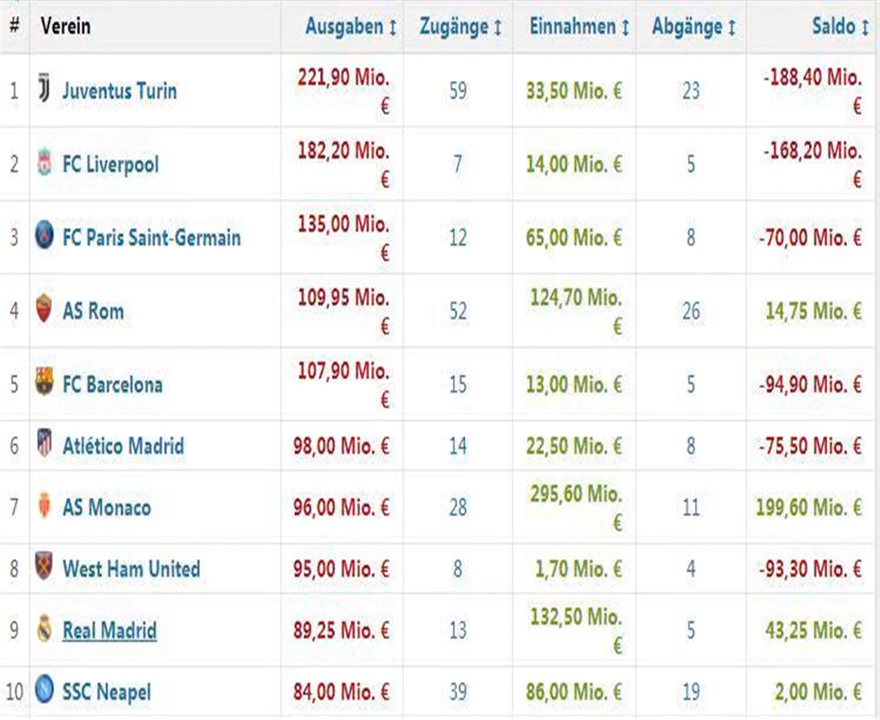 # Verein Ausgaben ↕ Zugänge ↕ Einnahmen ↕ Abgänge ↕ Saldo ↕
1 Juventus Turin 221,90 Mio. € 59 33,50 Mio. € 23 -188,40 Mio. €
2 FC Liverpool 182,20 Mio. € 7 14,00 Mio. € 5 -168,20 Mio. €
3 FC Paris Saint-Germain 135,00 Mio. € 12 65,00 Mio. € 8 -70,00 Mio. €
4 AS Rom 109,95 Mio. € 52 124,70 Mio. € 26 14,75 Mio. €
5 FC Barcelona 107,90 Mio. € 15 13,00 Mio. € 5 -94,90 Mio. €
6 Atlético Madrid 98,00 Mio. € 14 22,50 Mio. € 8 -75,50 Mio. €
7 AS Monaco 96,00 Mio. € 28 295,60 Mio. € 11 199,60 Mio. €
8 West Ham United 95,00 Mio. € 8 1,70 Mio. € 4 -93,30 Mio. €
9 Real Madrid 89,25 Mio. € 13 132,50 Mio. € 5 43,25 Mio. €
10 SSC Neapel 84,00 Mio. € 39 86,00 Mio. € 19 2,00 Mio. €